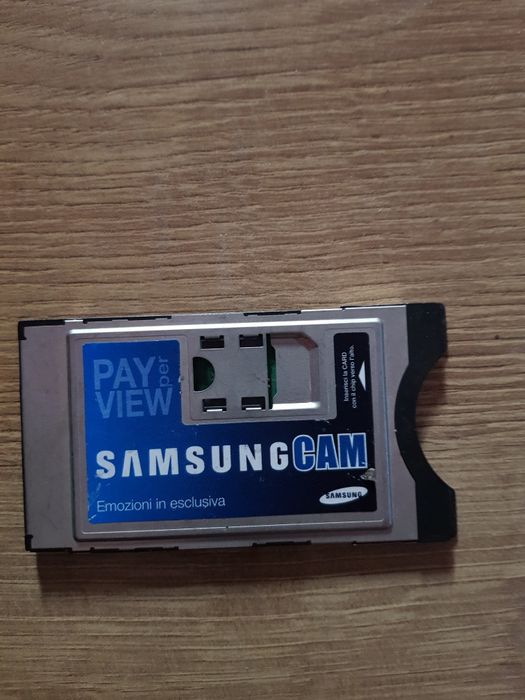 PAY per
VIEW
SAMSUNGCAM
Emozioni in esclusiva
SAMSUNG
Inserisci la CARD
con il chip verso l'alto.